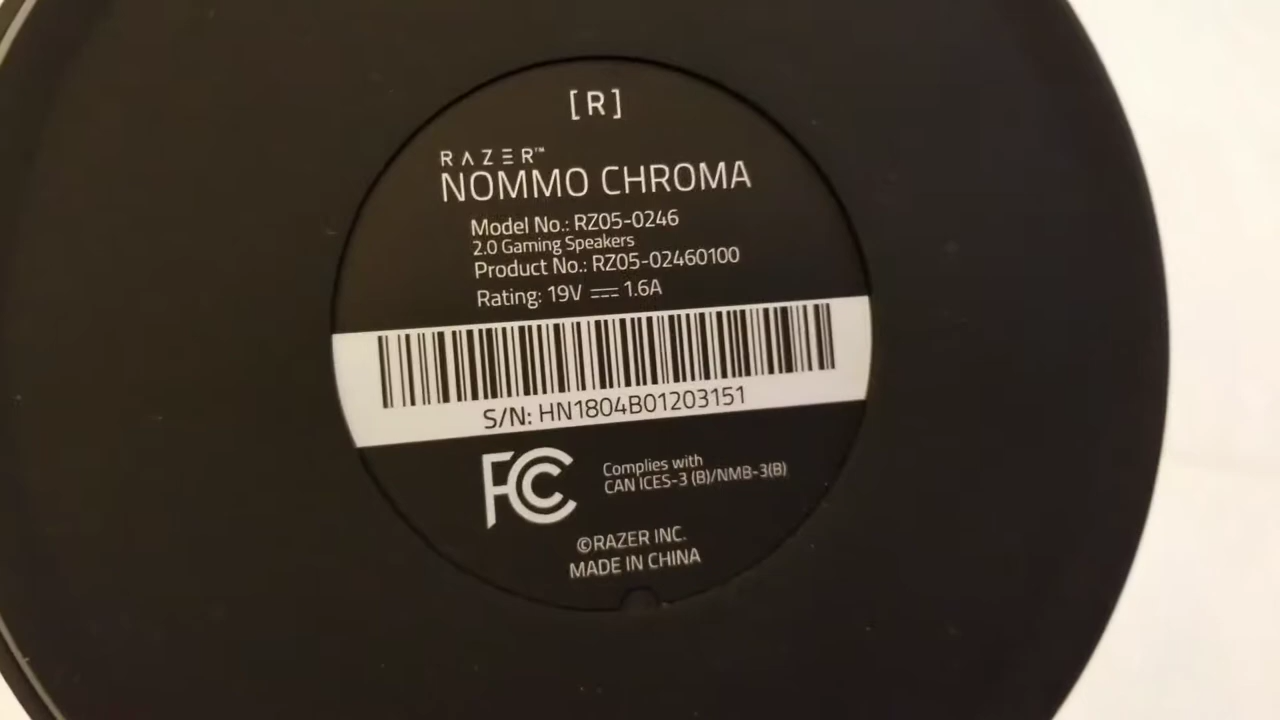 [R]
RAZER™
NOMMO CHROMA
Model No.: RZ05-0246
2.0 Gaming Speakers
Product No.: RZ05-02460100
Rating: 19V ⎓ 1.6A
S/N: HN1804B01203151
FC
Complies with
CAN ICES-3 (B)/NMB-3(B)
©RAZER INC.
MADE IN CHINA